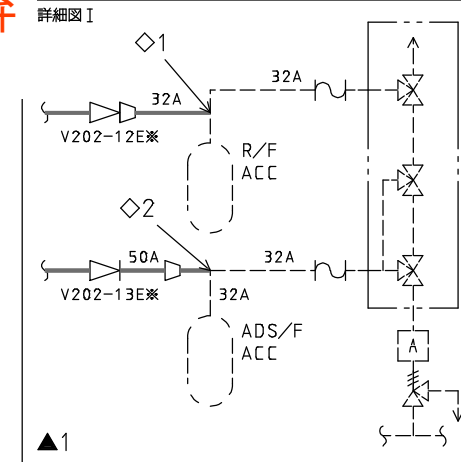 詳細図Ⅰ
◇1
32A
32A
V202-12E※
R/F
ACC
◇2
50A
32A
V202-13E※
32A
ADS/F
ACC
A
▲1